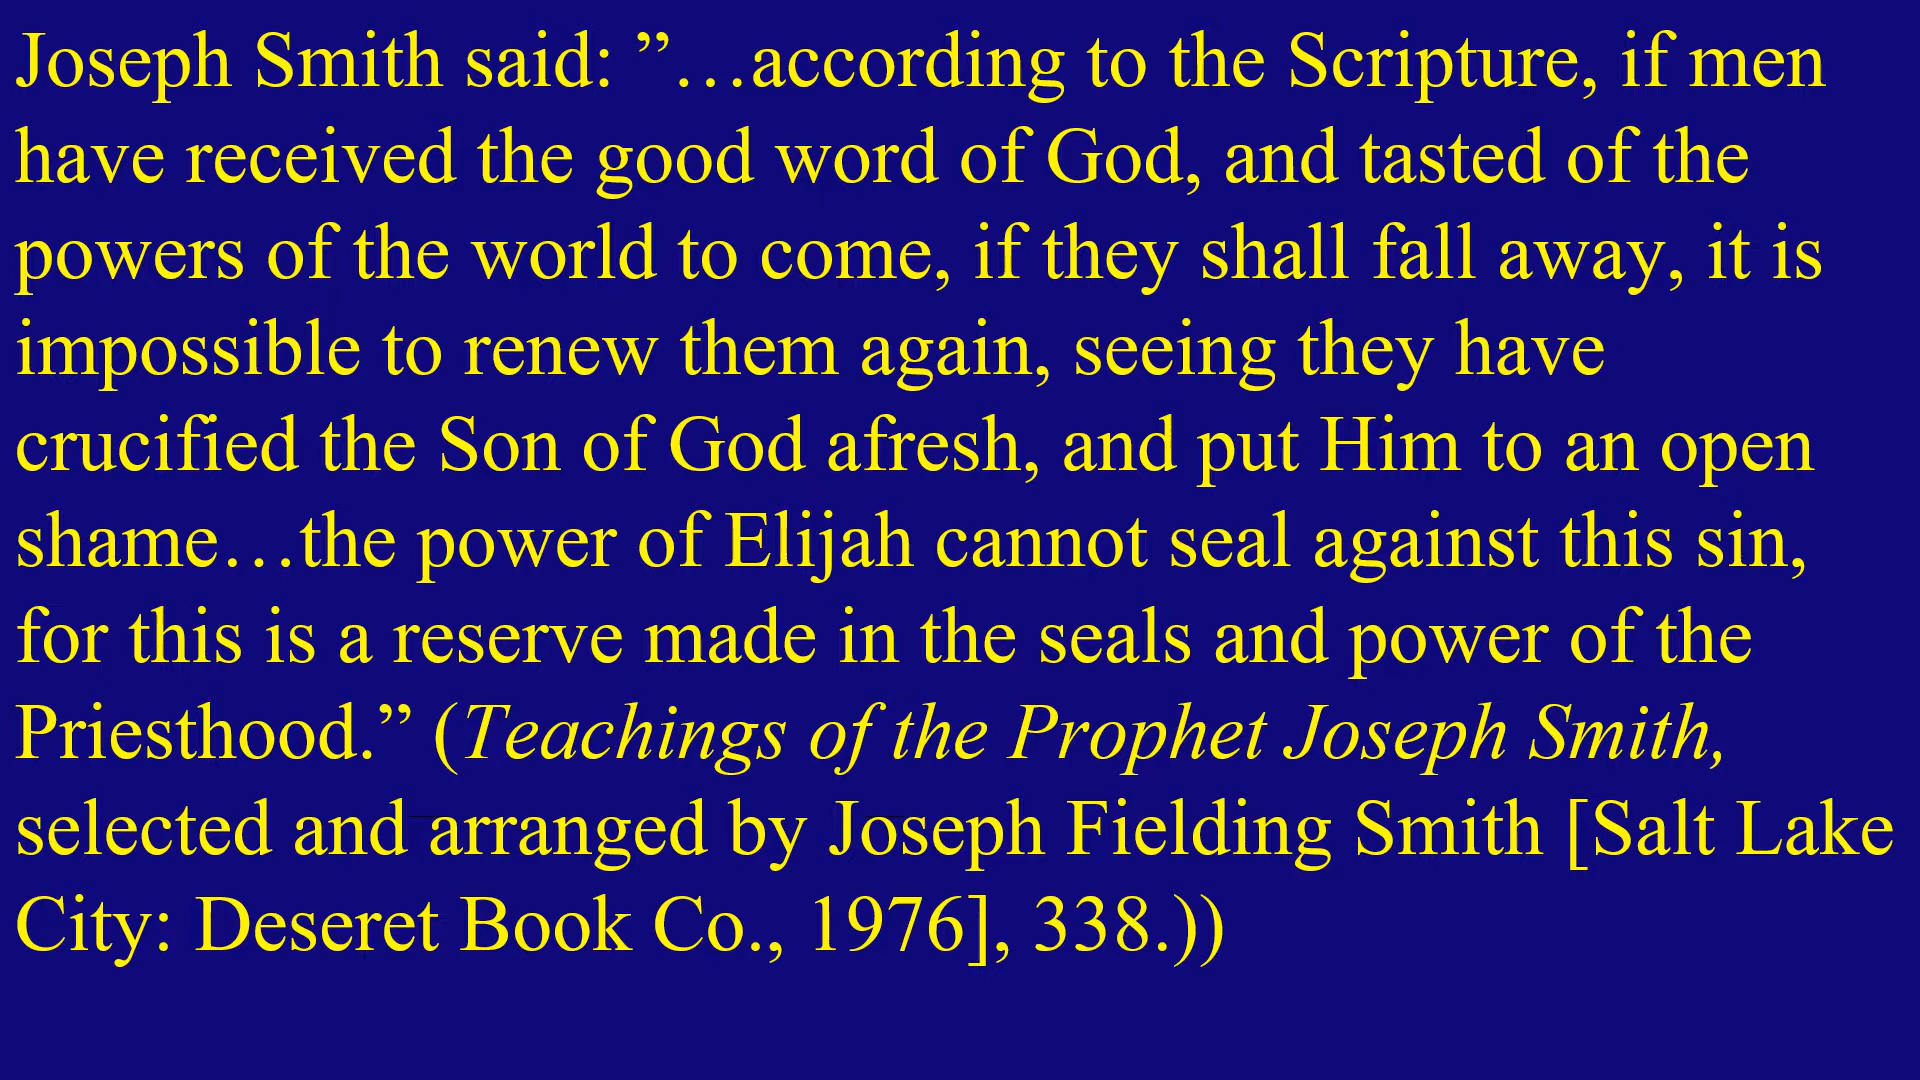 Joseph Smith said: ”…according to the Scripture, if men
have received the good word of God, and tasted of the
powers of the world to come, if they shall fall away, it is
impossible to renew them again, seeing they have
crucified the Son of God afresh, and put Him to an open
shame…the power of Elijah cannot seal against this sin,
for this is a reserve made in the seals and power of the
Priesthood.” (Teachings of the Prophet Joseph Smith,
selected and arranged by Joseph Fielding Smith [Salt Lake
City: Deseret Book Co., 1976], 338.))